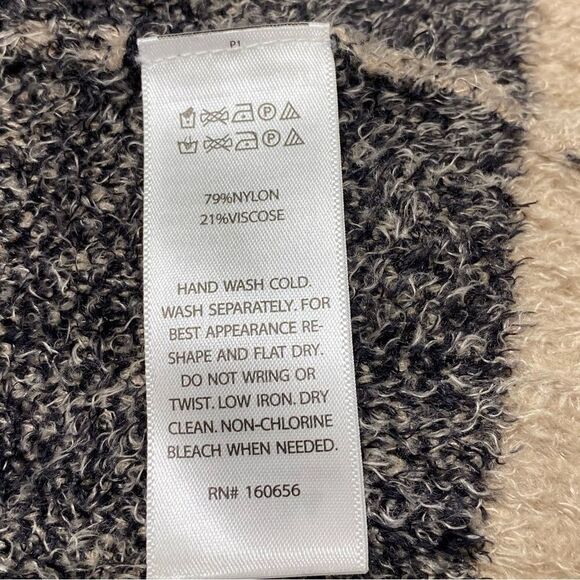 P1
79%NYLON
21%VISCOSE
HAND WASH COLD.
WASH SEPARATELY. FOR
BEST APPEARANCE RE-
SHAPE AND FLAT DRY.
DO NOT WRING OR
TWIST. LOW IRON. DRY
CLEAN. NON-CHLORINE
BLEACH WHEN NEEDED.
RN# 160656